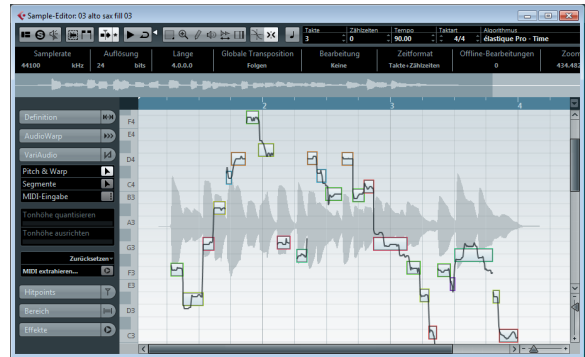 Sample-Editor: 03 alto sax fill 03
Takte Zählzeiten Tempo Taktart Algorithmus
3 2 90.00 4/4 élastique Pro - Time
Samplerate Auflösung Länge Globale Transposition Bearbeitung Zeitformat Offline-Bearbeitungen Zoom
44100 kHz 24 bits 4.0.0.0 Folgen Keine Takte+Zählzeiten 0 434.482
2 3 4
Definition
AudioWarp
VariAudio
Pitch & Warp
Segmente
MIDI-Eingabe
Tonhöhe quantisieren
Tonhöhe ausrichten
Zurücksetzen
MIDI extrahieren...
Hitpoints
Bereich
Effekte
F4
E4
D4
C4
B3
A3
G3
F3
E3
D3
C3